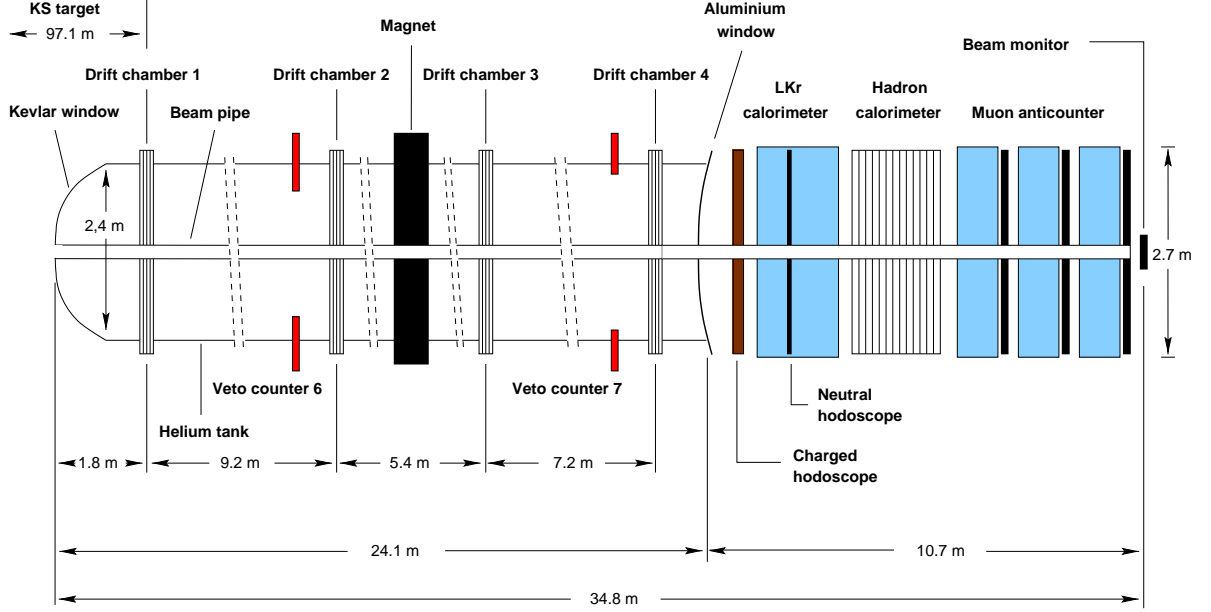 KS target
97.1 m
Magnet
Aluminium
window
Beam monitor
Drift chamber 1
Drift chamber 2
Drift chamber 3
Drift chamber 4
LKr
calorimeter
Hadron
calorimeter
Muon anticounter
Kevlar window
Beam pipe
2,4 m
2.7 m
Veto counter 6
Veto counter 7
Neutral
hodoscope
Helium tank
Charged
hodoscope
1.8 m
9.2 m
5.4 m
7.2 m
24.1 m
10.7 m
34.8 m